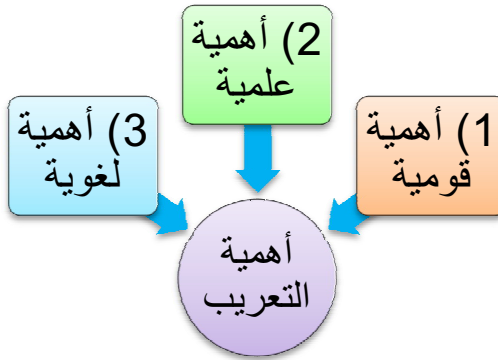 1) أهمية
قومية
2) أهمية
علمية
3) أهمية
لغوية
أهمية
التعريب